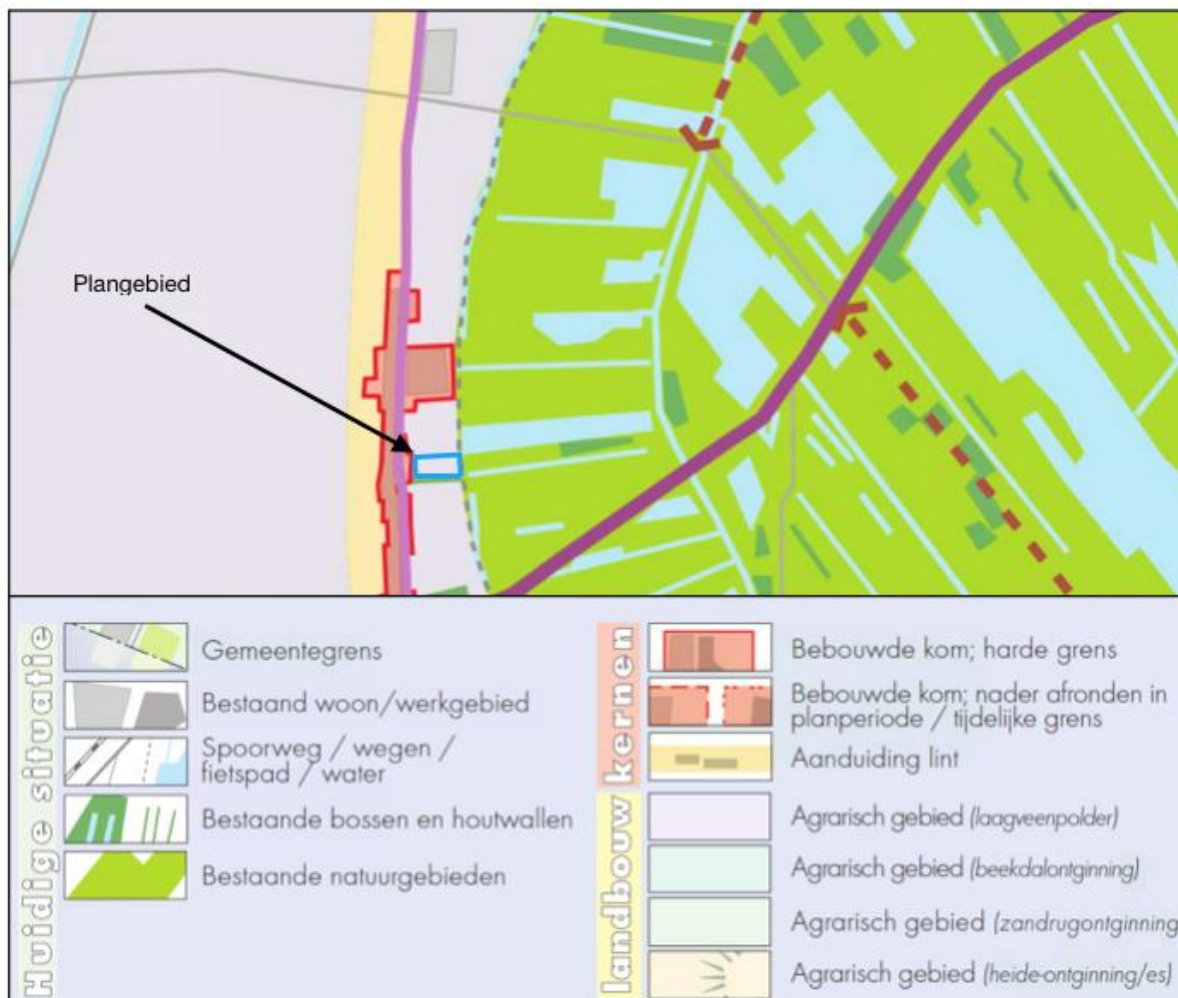 Plangebied
Huidige situatie
Gemeentegrens
Bestaand woon/werkgebied
Spoorweg / wegen /
fietspad / water
Bestaande bossen en houtwallen
Bestaande natuurgebieden
kernen
Bebouwde kom; harde grens
Bebouwde kom; nader afronden in
planperiode / tijdelijke grens
Aanduiding lint
landbouw
Agrarisch gebied (laagveenpolder)
Agrarisch gebied (beekdalontginning)
Agrarisch gebied (zandrugontginning
Agrarisch gebied (heide-ontginning/es)